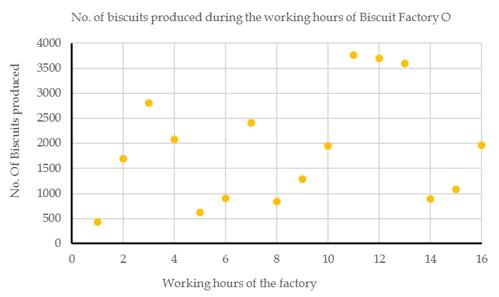 No. of biscuits produced during the working hours of Biscuit Factory O
No. Of Biscuits produced
4000
3500
3000
2500
2000
1500
1000
500
0
0 2 4 6 8 10 12 14 16
Working hours of the factory